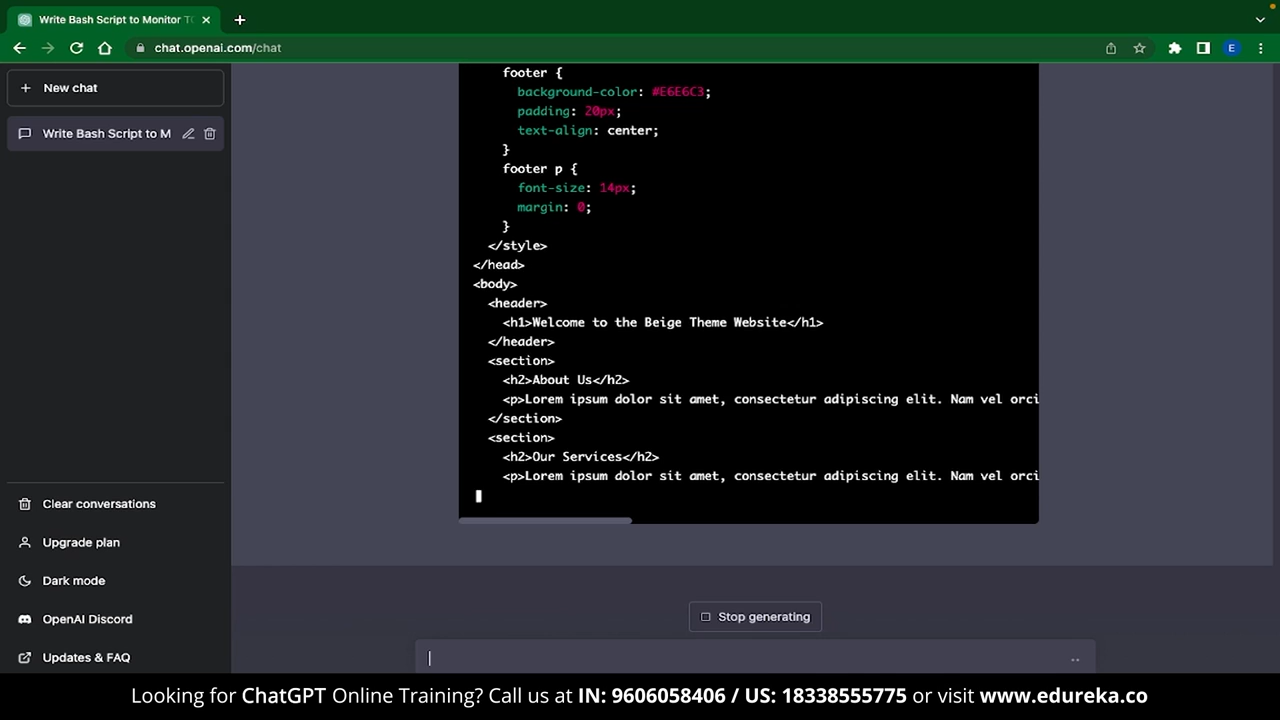 Write Bash Script to Monitor TC
chat.openai.com/chat
E
New chat
Write Bash Script to M
footer {
background-color: #E6E6C3;
padding: 20px;
text-align: center;
}
footer p {
font-size: 14px;
margin: 0;
}
</style>
</head>
<body>
<header>
<h1>Welcome to the Beige Theme Website</h1>
</header>
<section>
<h2>About Us</h2>
<p>Lorem ipsum dolor sit amet, consectetur adipiscing elit. Nam vel orci
</section>
<section>
<h2>Our Services</h2>
<p>Lorem ipsum dolor sit amet, consectetur adipiscing elit. Nam vel orci
Clear conversations
Upgrade plan
Dark mode
OpenAI Discord
Updates & FAQ
Stop generating
Looking for ChatGPT Online Training? Call us at IN: 9606058406 / US: 18338555775 or visit www.edureka.co